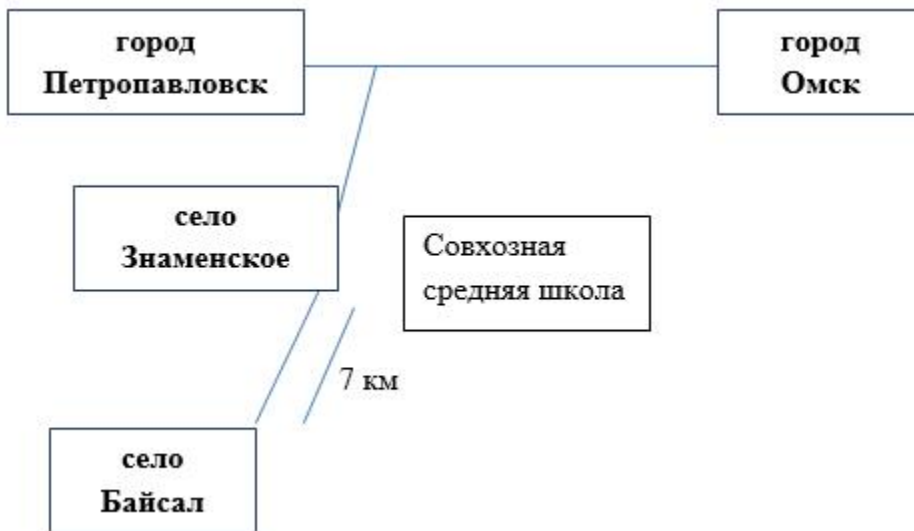 город
Петропавловск
город
Омск
село
Знаменское
Совхозная
средняя школа
7 км
село
Байсал